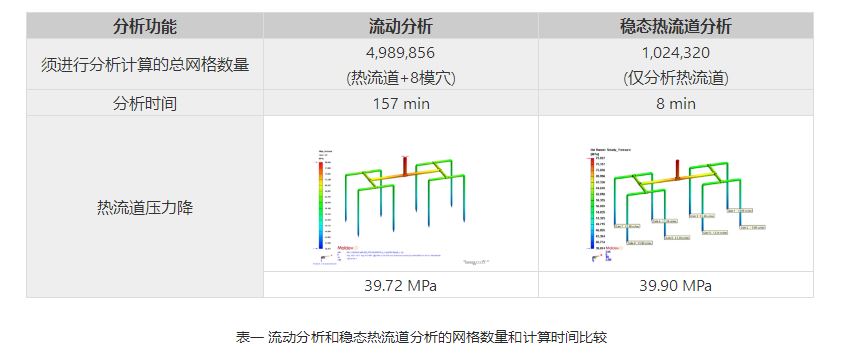 分析功能
流动分析
稳态热流道分析
须进行分析计算的总网格数量
4,989,856
(热流道+8模穴)
1,024,320
(仅分析热流道)
分析时间
157 min
8 min
热流道压力降
Moldex
Moldex
39.72 MPa
39.90 MPa
表一 流动分析和稳态热流道分析的网格数量和计算时间比较